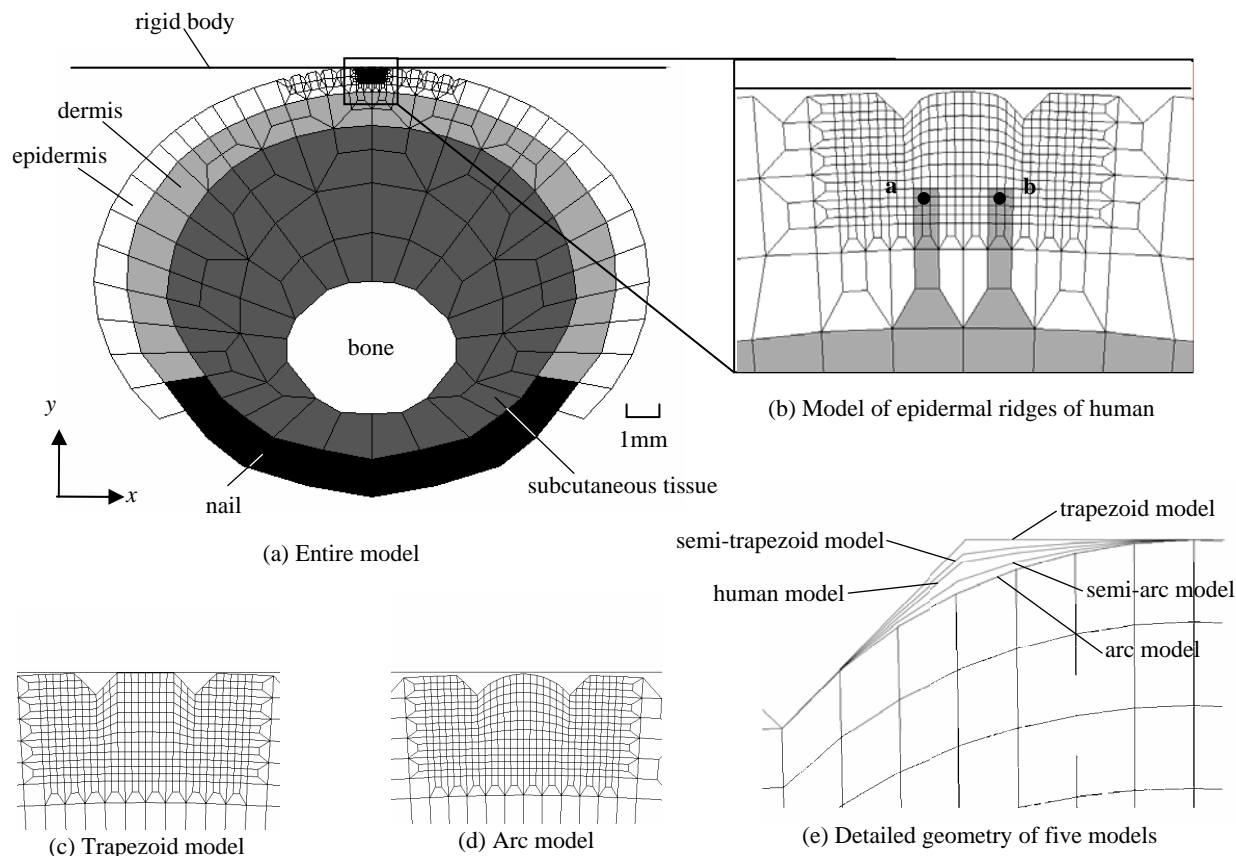 rigid body
dermis
epidermis
bone
y
x
1mm
nail
subcutaneous tissue
(a) Entire model
a
b
(b) Model of epidermal ridges of human
(c) Trapezoid model
(d) Arc model
trapezoid model
semi-trapezoid model
human model
semi-arc model
arc model
(e) Detailed geometry of five models